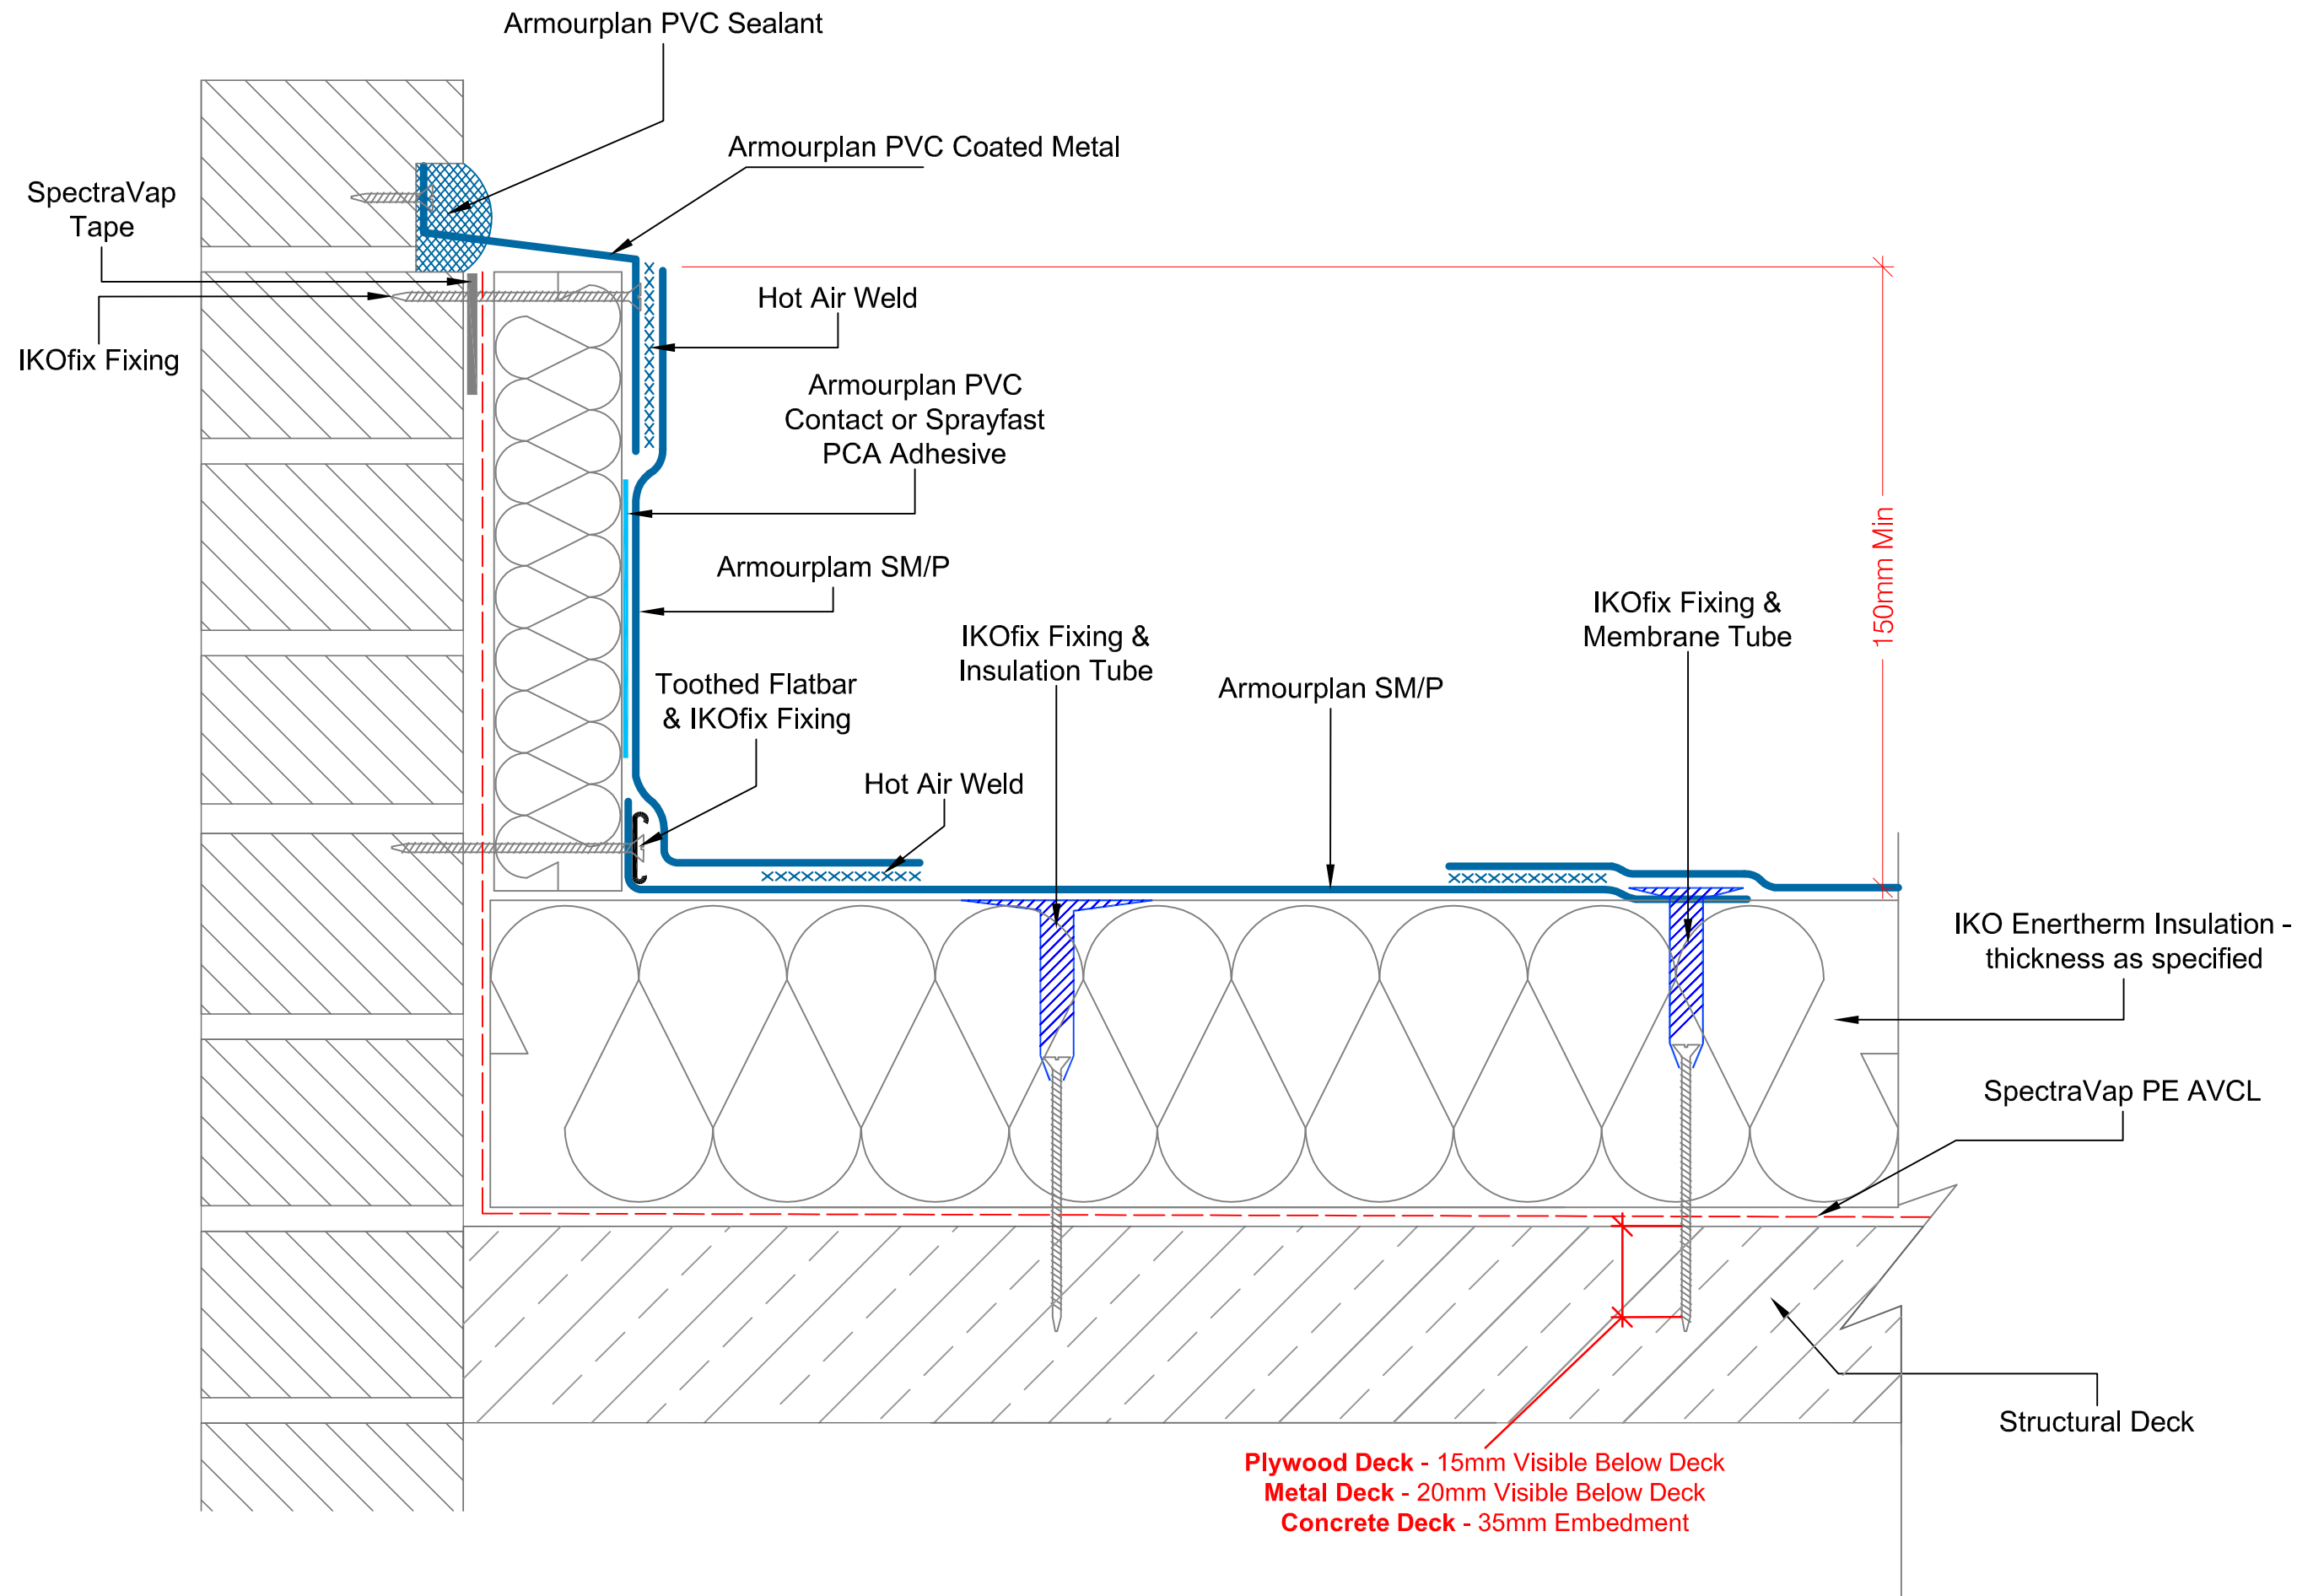 Armourplan PVC Sealant
Armourplan PVC Coated Metal
SpectraVap
Tape
IKOfix Fixing
Hot Air Weld
Armourplan PVC
Contact or Sprayfast
PCA Adhesive
Armourplam SM/P
IKOfix Fixing &
Insulation Tube
IKOfix Fixing &
Membrane Tube
150mm Min
Toothed Flatbar
& IKOfix Fixing
Armourplan SM/P
Hot Air Weld
IKO Enertherm Insulation -
thickness as specified
SpectraVap PE AVCL
Structural Deck
Plywood Deck - 15mm Visible Below Deck
Metal Deck - 20mm Visible Below Deck
Concrete Deck - 35mm Embedment